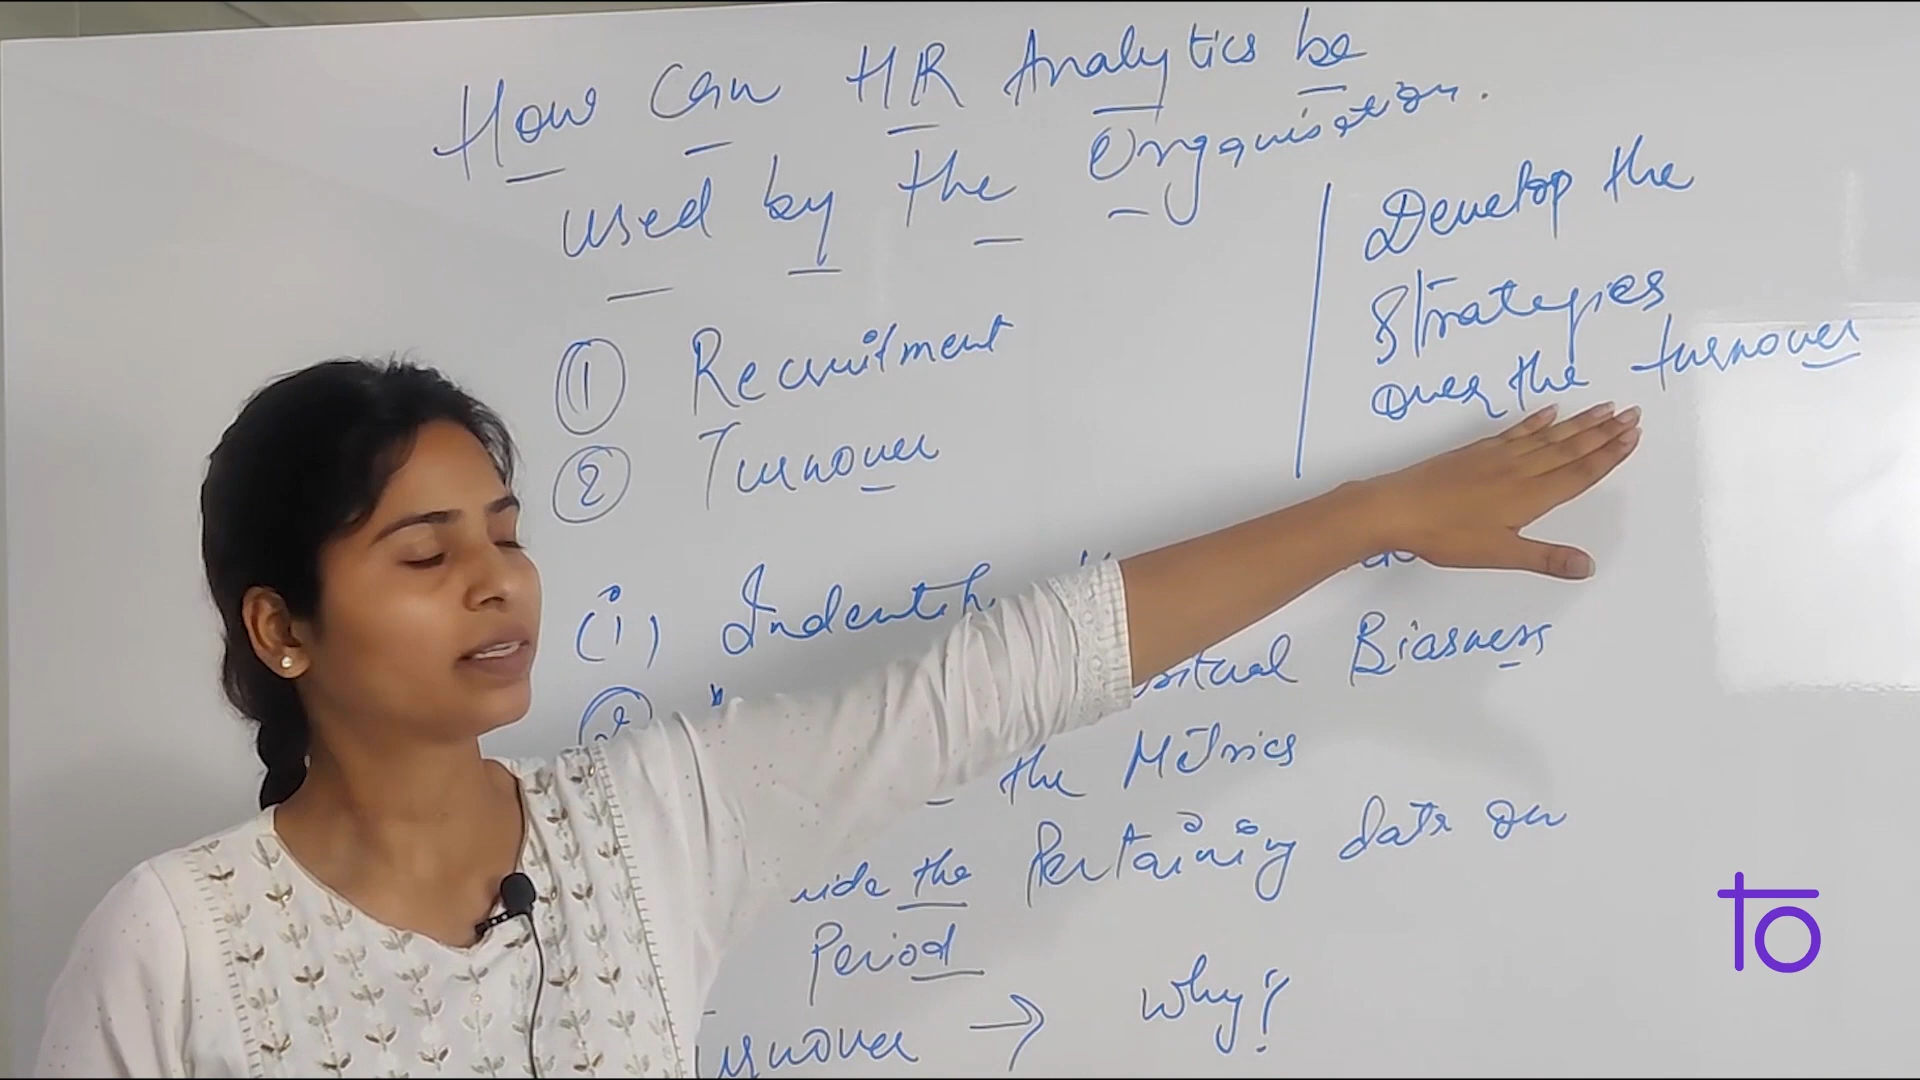 How can HR Analytics be
used by the Organisation.
① Recruitment
② Turnover
(i)
Biasness
the Metrics
the Pertaining data on
Period
→ Why?
Develop the
Strategies
over the turnover
to